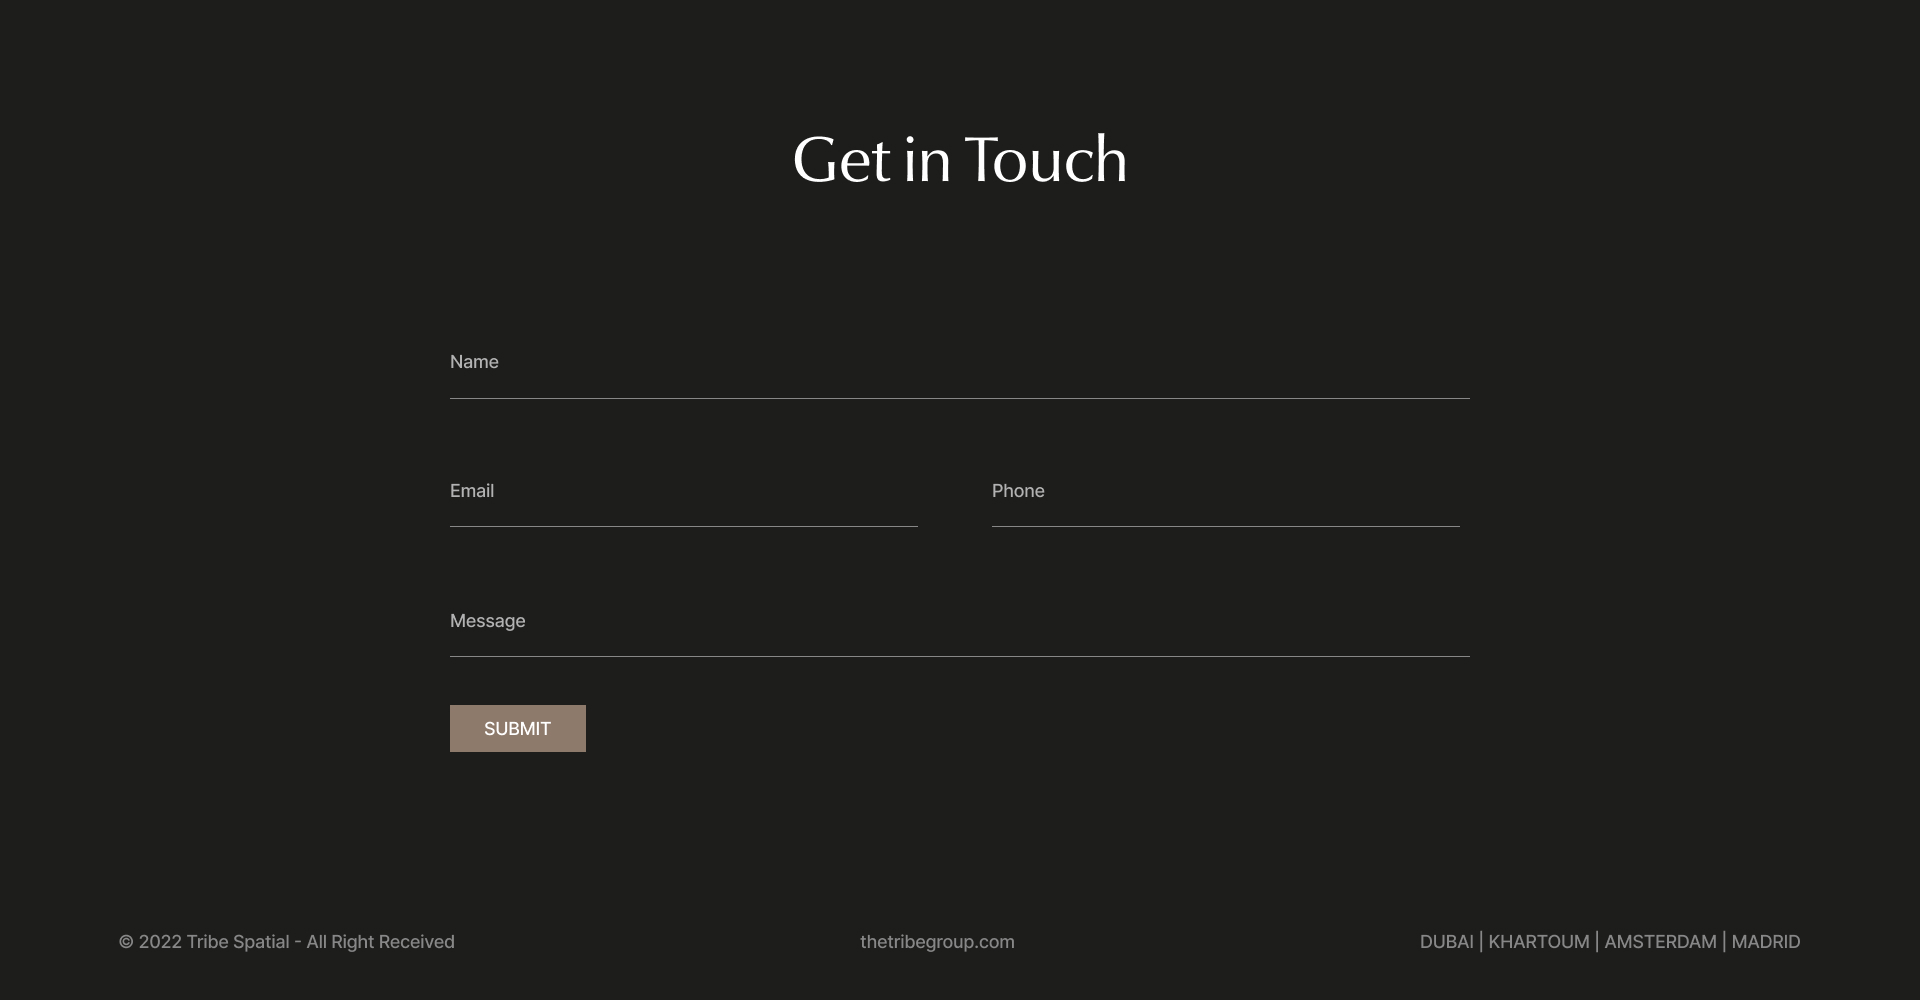 Get in Touch
Name
Email
Phone
Message
SUBMIT
© 2022 Tribe Spatial - All Right Received
thetribegroup.com
DUBAI | KHARTOUM | AMSTERDAM | MADRID